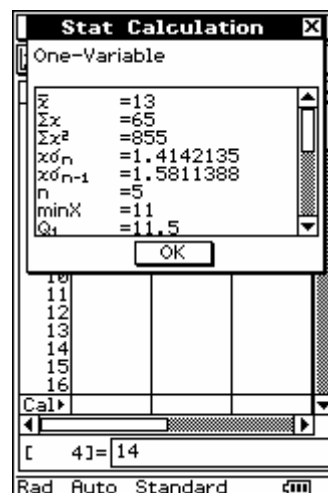 Stat Calculation
One-Variable
x̄ =13
Σx =65
Σx² =855
xσn =1.4142135
xσn-1 =1.5811388
n =5
minX =11
Q₁ =11.5
OK
10
11
12
13
14
15
16
Cal
[ 4]= 14
Rad Auto Standard